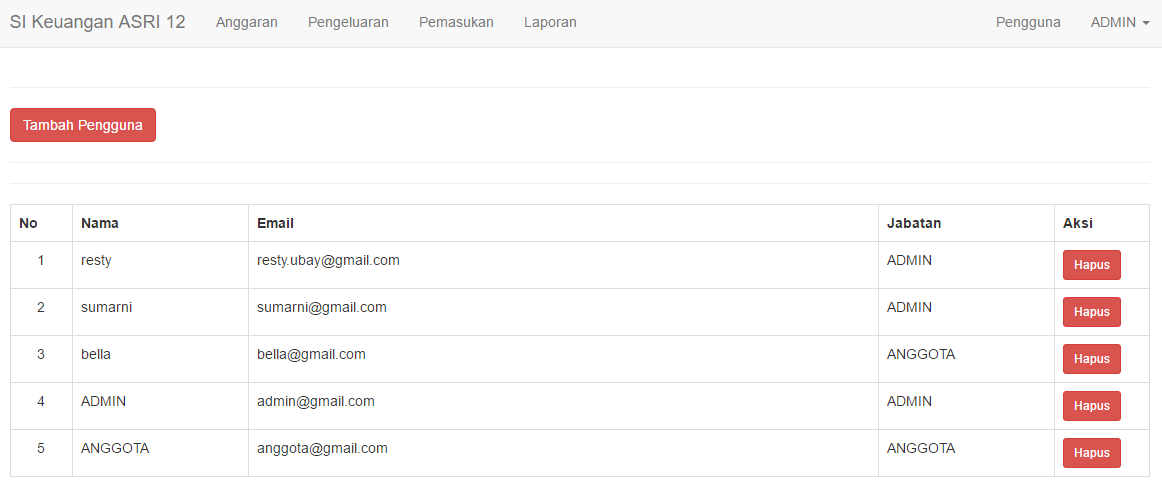 SI Keuangan ASRI 12 Anggaran Pengeluaran Pemasukan Laporan Pengguna ADMIN
Tambah Pengguna
No Nama Email Jabatan Aksi
1 resty resty.ubay@gmail.com ADMIN Hapus
2 sumarni sumarni@gmail.com ADMIN Hapus
3 bella bella@gmail.com ANGGOTA Hapus
4 ADMIN admin@gmail.com ADMIN Hapus
5 ANGGOTA anggota@gmail.com ANGGOTA Hapus